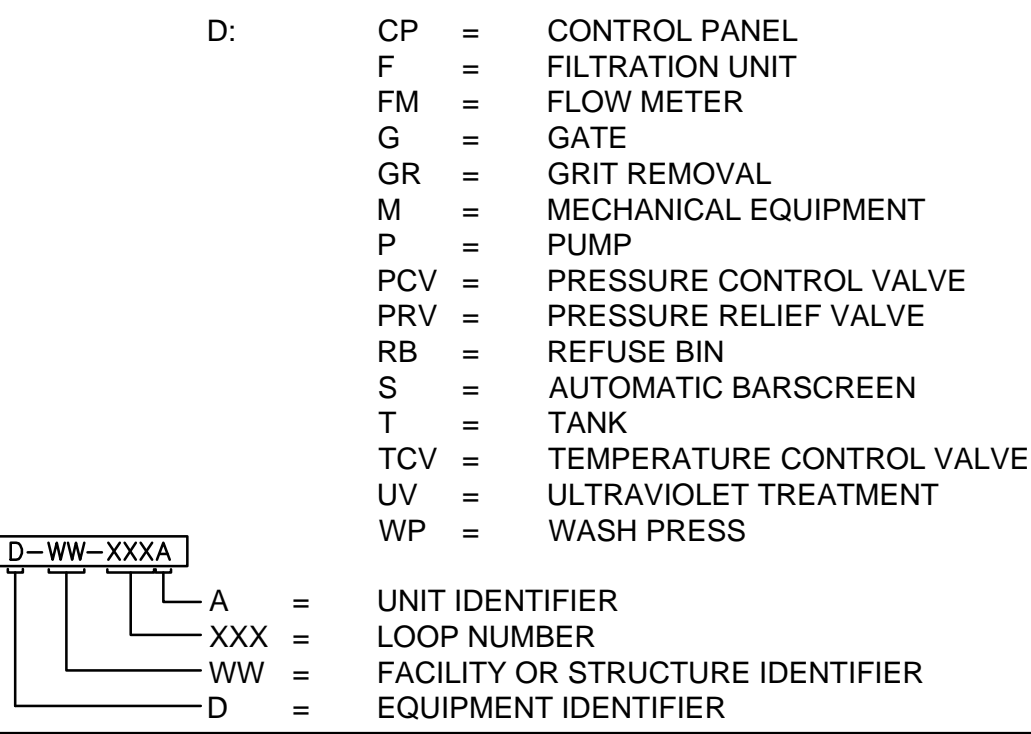 D: CP = CONTROL PANEL
F = FILTRATION UNIT
FM = FLOW METER
G = GATE
GR = GRIT REMOVAL
M = MECHANICAL EQUIPMENT
P = PUMP
PCV = PRESSURE CONTROL VALVE
PRV = PRESSURE RELIEF VALVE
RB = REFUSE BIN
S = AUTOMATIC BARSCREEN
T = TANK
TCV = TEMPERATURE CONTROL VALVE
UV = ULTRAVIOLET TREATMENT
WP = WASH PRESS
D-WW-XXXA
A = UNIT IDENTIFIER
XXX = LOOP NUMBER
WW = FACILITY OR STRUCTURE IDENTIFIER
D = EQUIPMENT IDENTIFIER